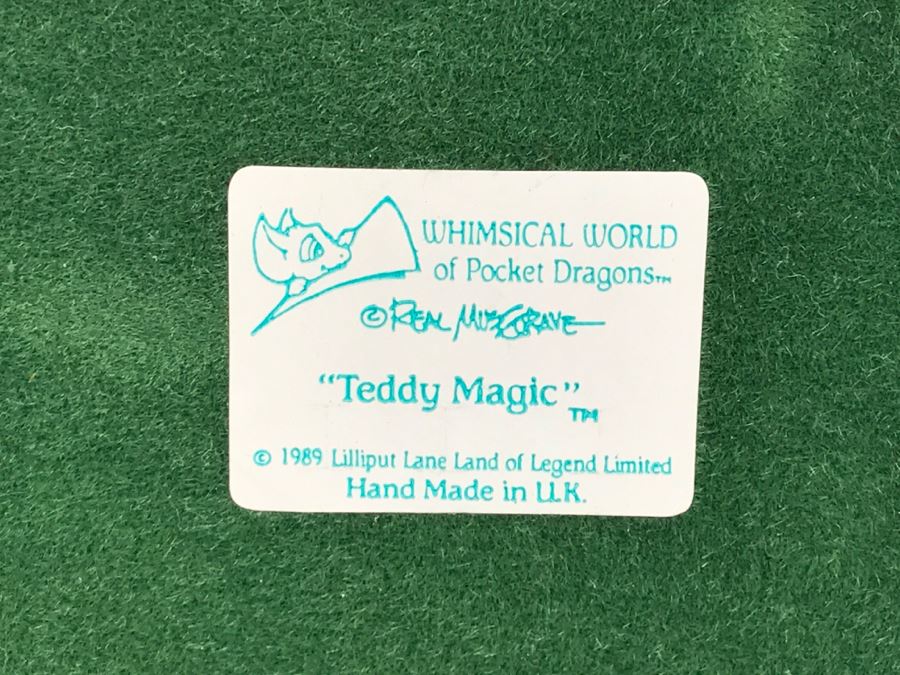 WHIMSICAL WORLD
of Pocket Dragons™
© REAL MUSGRAVE
“Teddy Magic”™
© 1989 Lilliput Lane Land of Legend Limited
Hand Made in U.K.